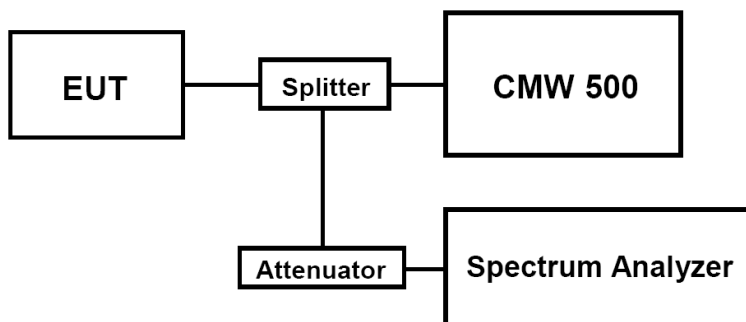 EUT
Splitter
CMW 500
Attenuator
Spectrum Analyzer